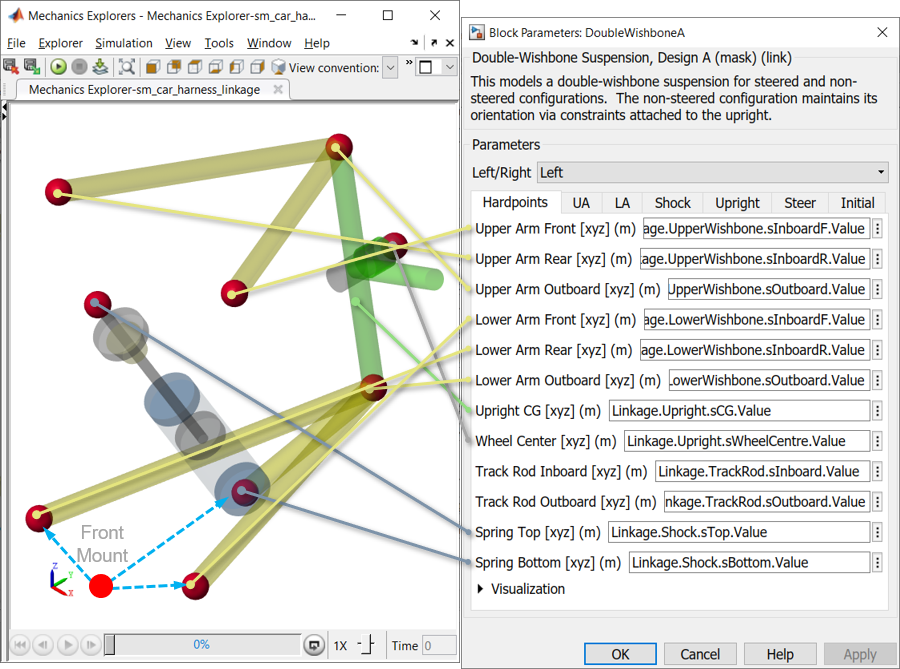 Mechanics Explorers - Mechanics Explorer-sm_car_ha...
File Explorer Simulation View Tools Window Help
View convention:
Mechanics Explorer-sm_car_harness_linkage
Front
Mount
Z
Y
X
0%
1X
Time 0
Block Parameters: DoubleWishboneA
Double-Wishbone Suspension, Design A (mask) (link)
This models a double-wishbone suspension for steered and non-
steered configurations. The non-steered configuration maintains its
orientation via constraints attached to the upright.
Parameters
Left/Right Left
Hardpoints UA LA Shock Upright Steer Initial
Upper Arm Front [xyz] (m) age.UpperWishbone.sInboardF.Value
Upper Arm Rear [xyz] (m) age.UpperWishbone.sInboardR.Value
Upper Arm Outboard [xyz] (m) UpperWishbone.sOutboard.Value
Lower Arm Front [xyz] (m) age.LowerWishbone.sInboardF.Value
Lower Arm Rear [xyz] (m) age.LowerWishbone.sInboardR.Value
Lower Arm Outboard [xyz] (m) .owerWishbone.sOutboard.Value
Upright CG [xyz] (m) Linkage.Upright.sCG.Value
Wheel Center [xyz] (m) Linkage.Upright.sWheelCentre.Value
Track Rod Inboard [xyz] (m) Linkage.TrackRod.sInboard.Value
Track Rod Outboard [xyz] (m) nkage.TrackRod.sOutboard.Value
Spring Top [xyz] (m) Linkage.Shock.sTop.Value
Spring Bottom [xyz] (m) Linkage.Shock.sBottom.Value
Visualization
OK Cancel Help Apply